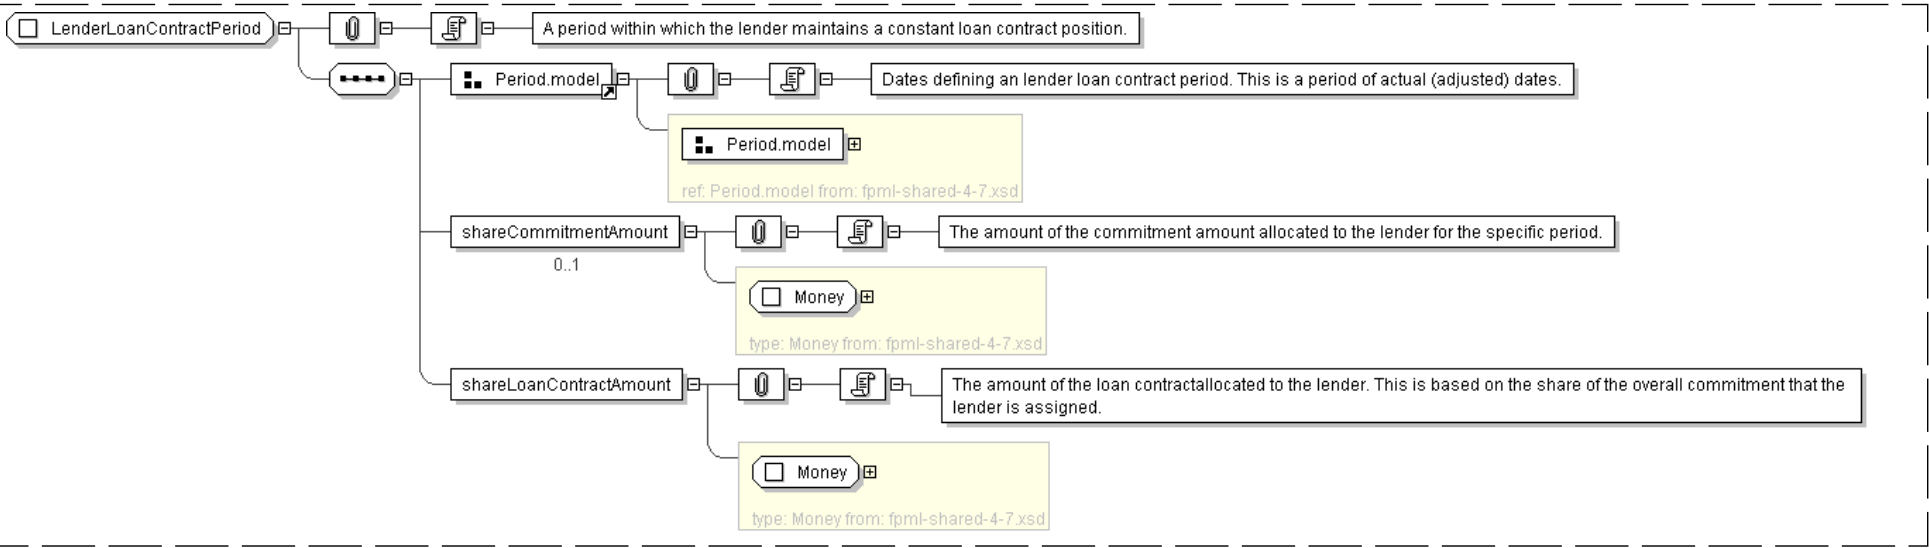 LenderLoanContractPeriod
A period within which the lender maintains a constant loan contract position.
Period.model
Dates defining an lender loan contract period. This is a period of actual (adjusted) dates.
Period.model
ref: Period.model from: fpml-shared-4-7.xsd
shareCommitmentAmount
The amount of the commitment amount allocated to the lender for the specific period.
0..1
Money
type: Money from: fpml-shared-4-7.xsd
shareLoanContractAmount
The amount of the loan contractallocated to the lender. This is based on the share of the overall commitment that the
lender is assigned.
Money
type: Money from: fpml-shared-4-7.xsd